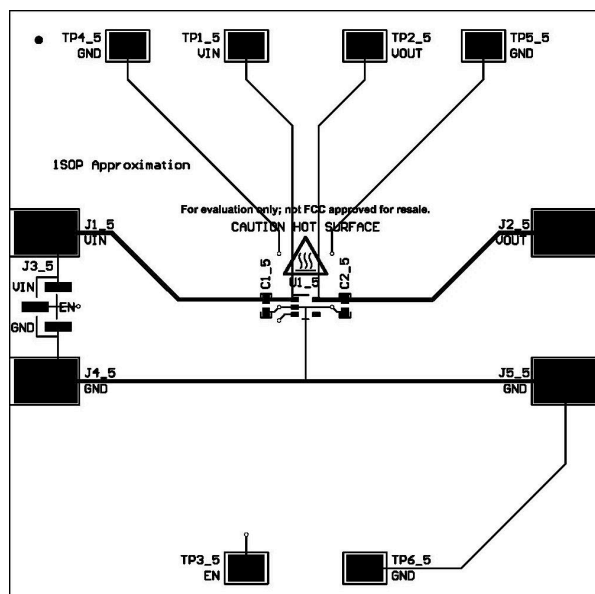 TP4_5
GND
TP1_5
VIN
TP2_5
VOUT
TP5_5
GND
1SOP Approximation
For evaluation only; not FCC approved for resale.
CAUTION HOT SURFACE
J1_5
VIN
J2_5
VOUT
J3_5
VIN
EN
GND
C1_5
U1_5
C2_5
J4_5
GND
J5_5
GND
TP3_5
EN
TP6_5
GND